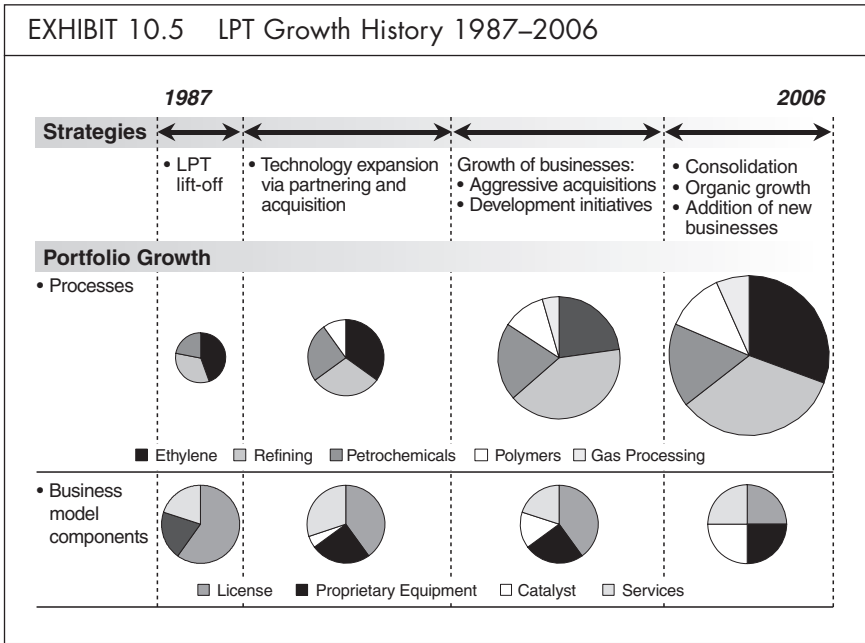 EXHIBIT 10.5 LPT Growth History 1987–2006
1987
2006
Strategies
• LPT
lift-off
• Technology expansion
via partnering and
acquisition
Growth of businesses:
• Aggressive acquisitions
• Development initiatives
• Consolidation
• Organic growth
• Addition of new
businesses
Portfolio Growth
• Processes
Ethylene Refining Petrochemicals Polymers Gas Processing
• Business
model
components
License Proprietary Equipment Catalyst Services